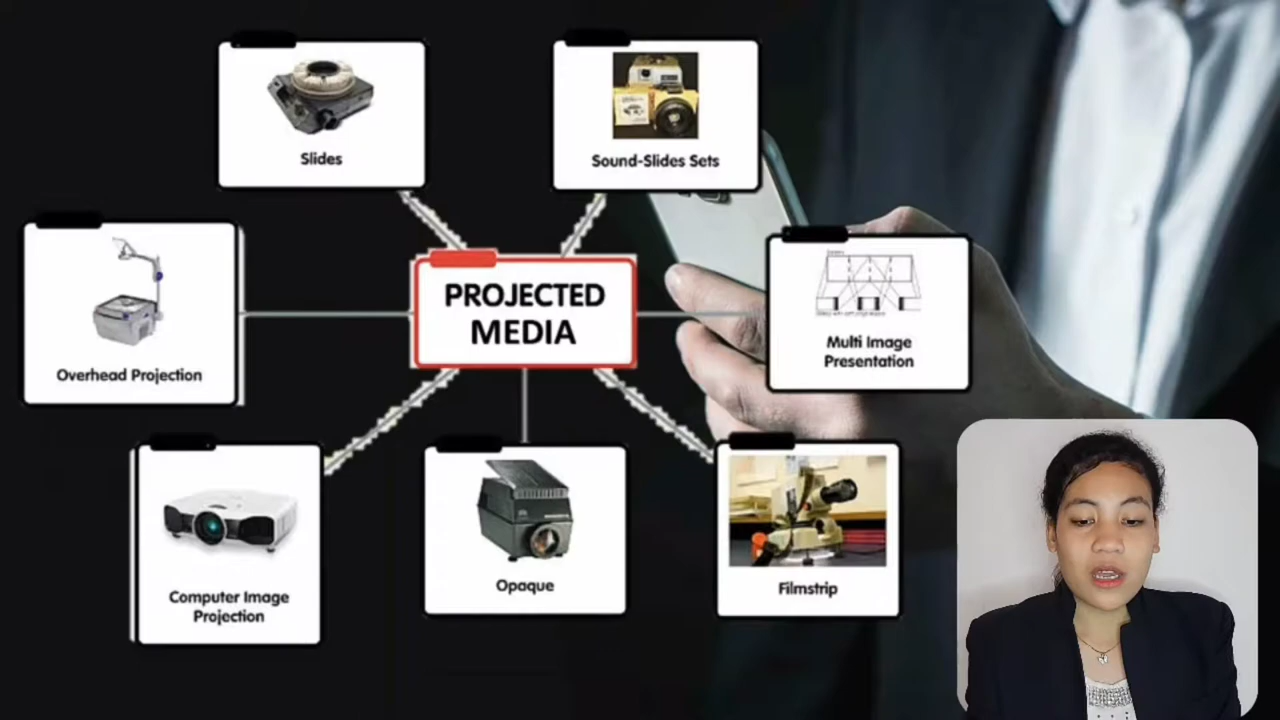 Slides
Sound-Slides Sets
PROJECTED
MEDIA
Overhead Projection
Multi Image
Presentation
Computer Image
Projection
Opaque
Filmstrip